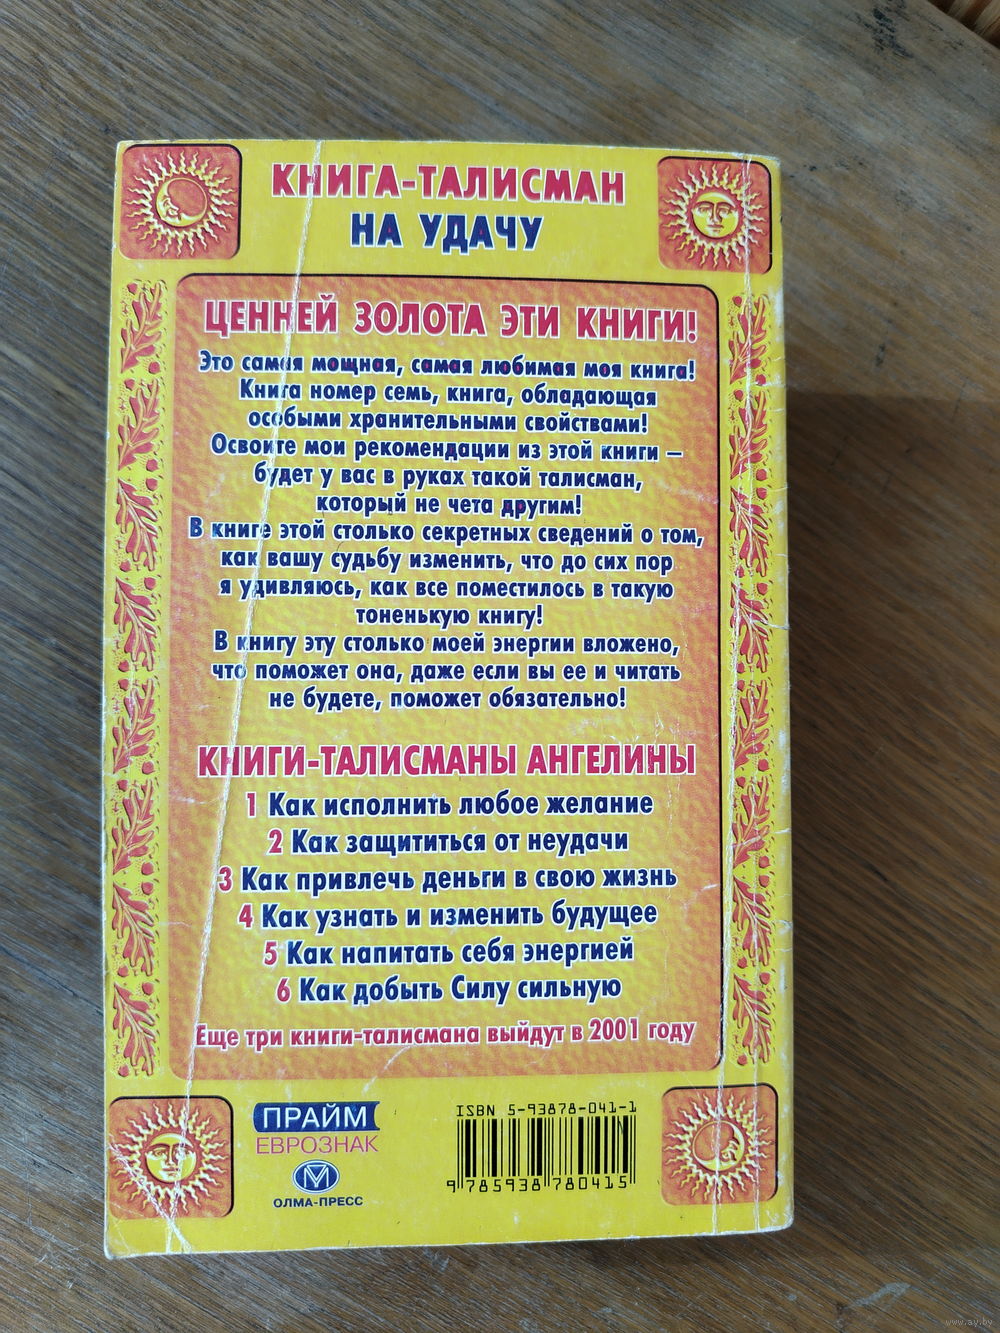 КНИГА-ТАЛИСМАН
НА УДАЧУ
ЦЕННЕЙ ЗОЛОТА ЭТИ КНИГИ!
Это самая мощная, самая любимая моя книга!
Книга номер семь, книга, обладающая
особыми хранительными свойствами!
Освоите мои рекомендации из этой книги –
будет у вас в руках такой талисман,
который не чета другим!
В книге этой столько секретных сведений о том,
как вашу судьбу изменить, что до сих пор
я удивляюсь, как все поместилось в такую
тоненькую книгу!
В книгу эту столько моей энергии вложено,
что поможет она, даже если вы ее и читать
не будете, поможет обязательно!
КНИГИ-ТАЛИСМАНЫ АНГЕЛИНЫ
1 Как исполнить любое желание
2 Как защититься от неудачи
3 Как привлечь деньги в свою жизнь
4 Как узнать и изменить будущее
5 Как напитать себя энергией
6 Как добыть Силу сильную
Еще три книги-талисмана выйдут в 2001 году
ПРАЙМ
ЕВРОЗНАК
ОЛМА-ПРЕСС
ISBN 5-93878-041-1
9 785938 780415
www.ay.by